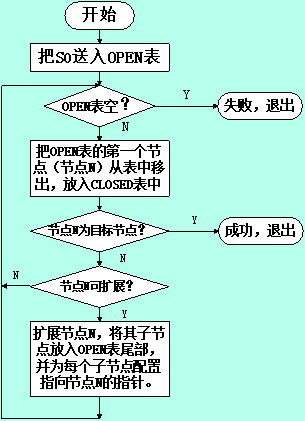 开始
把S0送入OPEN表
OPEN表空？
Y
失败，退出
N
把OPEN表的第一个节
点（节点N）从表中移
出，放入CLOSED表中
节点N为目标节点？
Y
成功，退出
N
节点N可扩展？
N
Y
扩展节点N，将其子节
点放入OPEN表尾部，
并为每个子节点配置
指向节点N的指针。